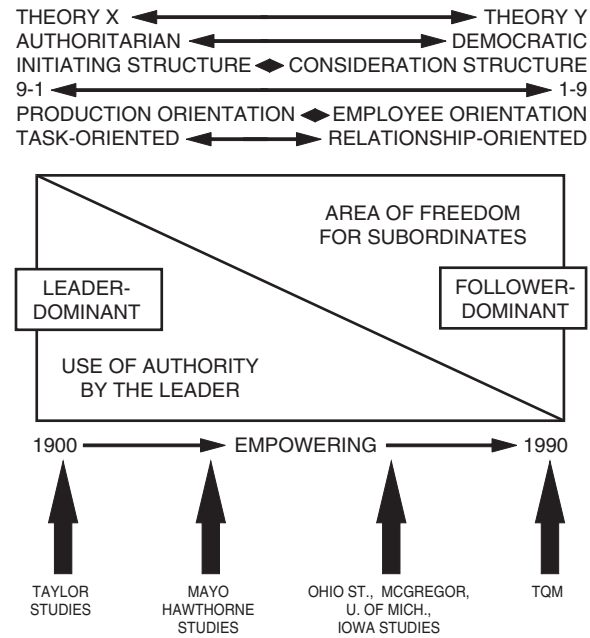 THEORY X THEORY Y
AUTHORITARIAN DEMOCRATIC
INITIATING STRUCTURE CONSIDERATION STRUCTURE
9-1 1-9
PRODUCTION ORIENTATION EMPLOYEE ORIENTATION
TASK-ORIENTED RELATIONSHIP-ORIENTED
AREA OF FREEDOM
FOR SUBORDINATES
LEADER-
DOMINANT
FOLLOWER-
DOMINANT
USE OF AUTHORITY
BY THE LEADER
1900 EMPOWERING 1990
TAYLOR
STUDIES
MAYO
HAWTHORNE
STUDIES
OHIO ST., MCGREGOR,
U. OF MICH.,
IOWA STUDIES
TQM